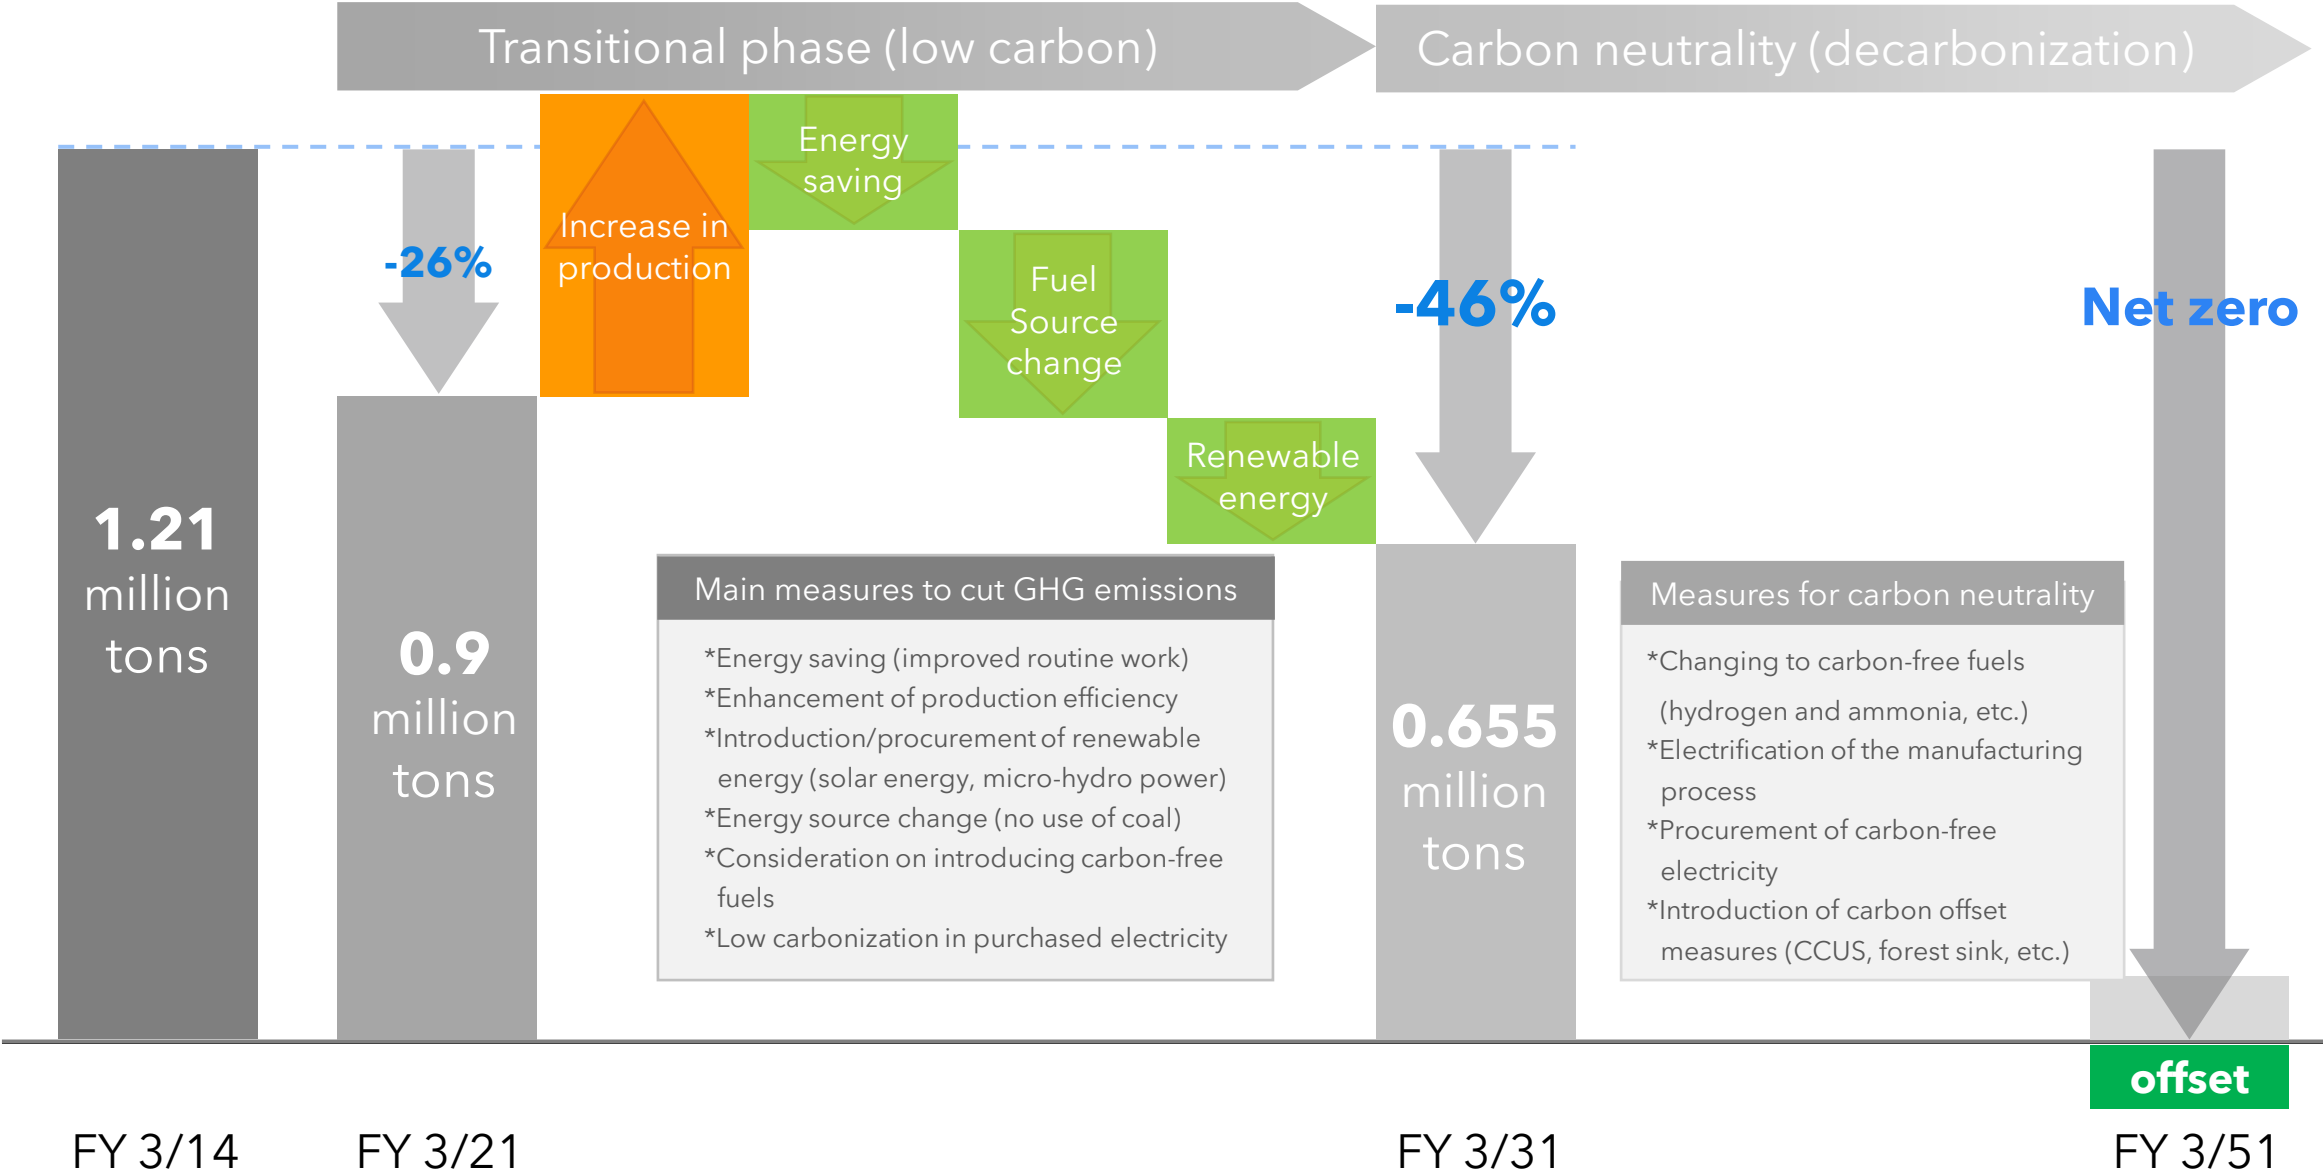 Transitional phase (low carbon)
Carbon neutrality (decarbonization)
Energy
saving
-26%
Increase in
production
Fuel
Source
change
-46%
Net zero
Renewable
energy
1.21
million
tons
0.9
million
tons
Main measures to cut GHG emissions
*Energy saving (improved routine work)
*Enhancement of production efficiency
*Introduction/procurement of renewable
energy (solar energy, micro-hydro power)
*Energy source change (no use of coal)
*Consideration on introducing carbon-free
fuels
*Low carbonization in purchased electricity
0.655
million
tons
Measures for carbon neutrality
*Changing to carbon-free fuels
(hydrogen and ammonia, etc.)
*Electrification of the manufacturing
process
*Procurement of carbon-free
electricity
*Introduction of carbon offset
measures (CCUS, forest sink, etc.)
offset
FY 3/14
FY 3/21
FY 3/31
FY 3/51